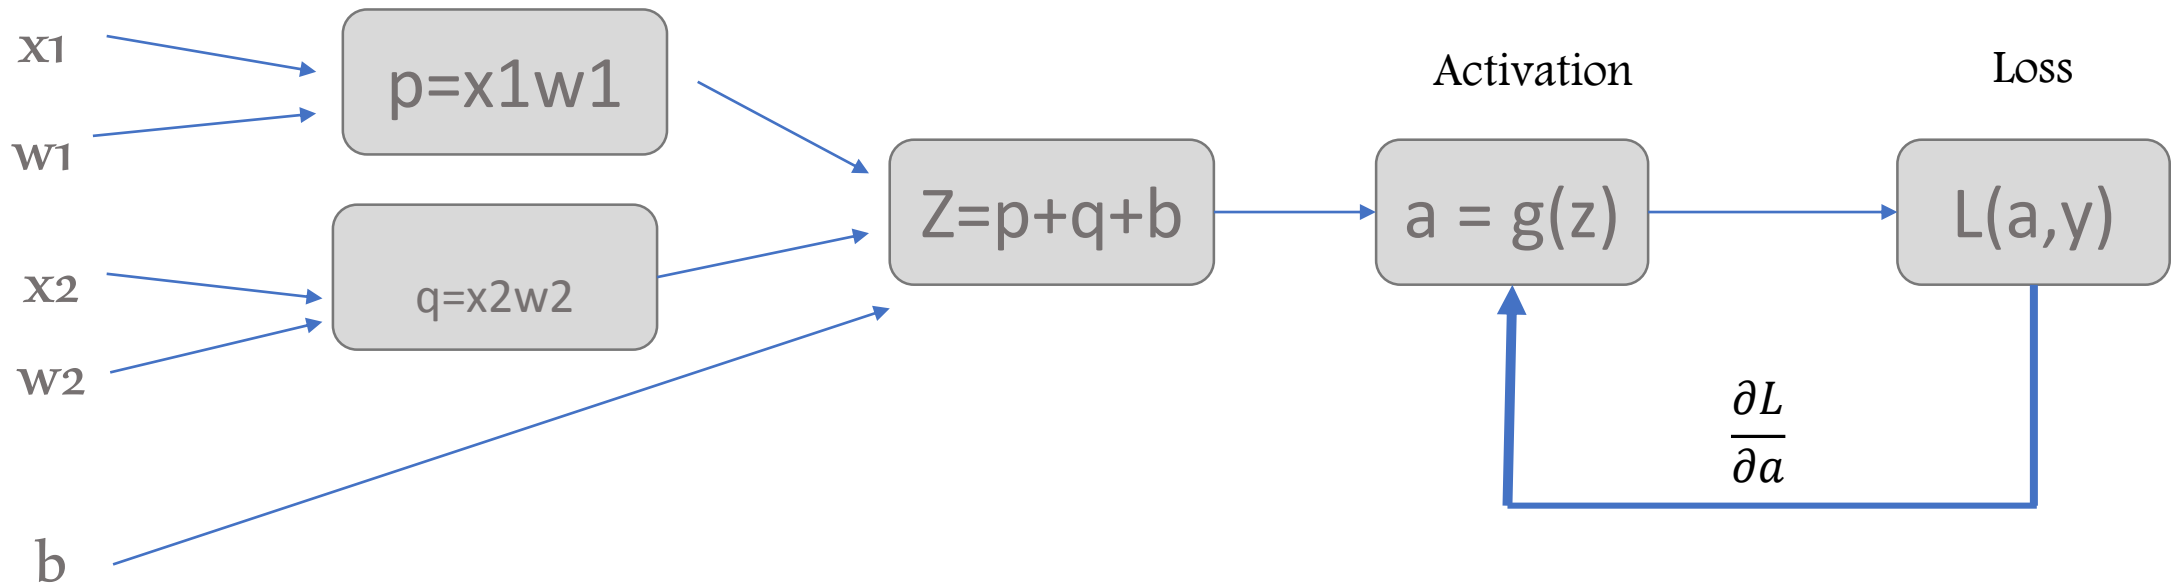 x1
w1
p=x1w1
x2
w2
q=x2w2
b
Z=p+q+b
Activation
a = g(z)
Loss
L(a,y)
∂L
∂a